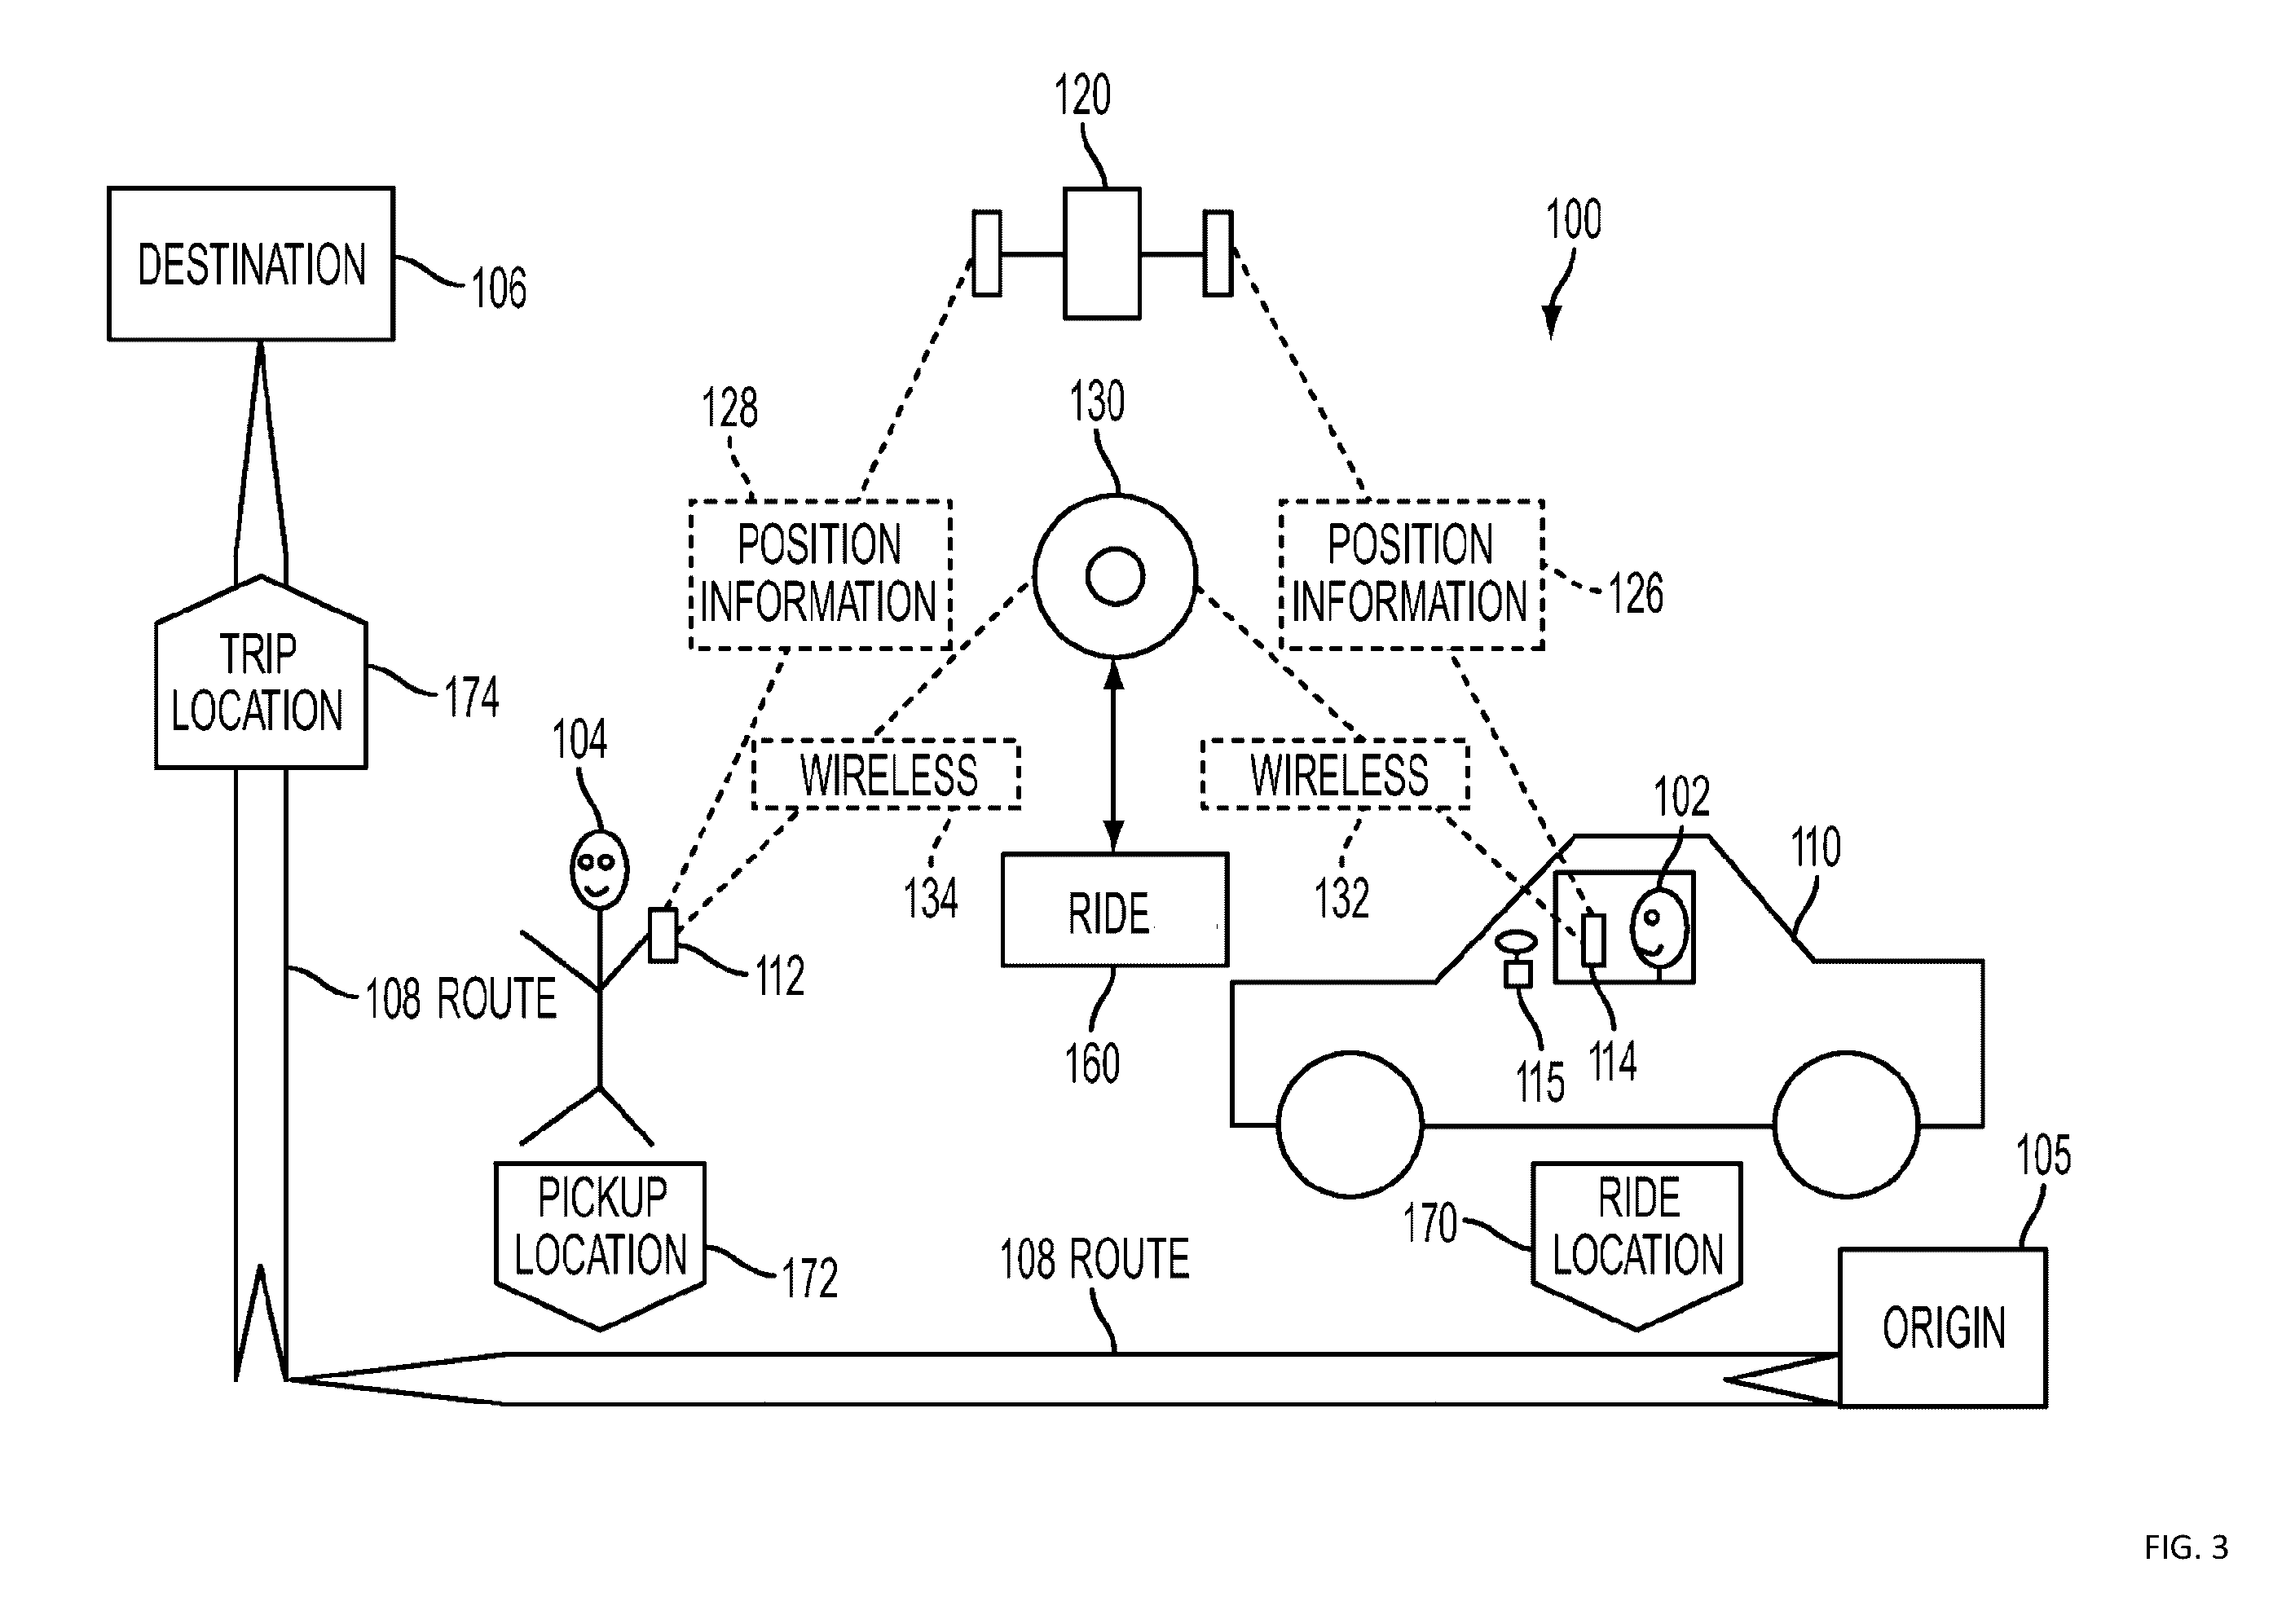 120
100
DESTINATION
106
128
130
POSITION
INFORMATION
POSITION
INFORMATION
126
TRIP
LOCATION
174
104
WIRELESS
WIRELESS
102
110
134
RIDE
132
112
108 ROUTE
160
115
114
105
PICKUP
LOCATION
172
108 ROUTE
170
RIDE
LOCATION
ORIGIN
FIG. 3